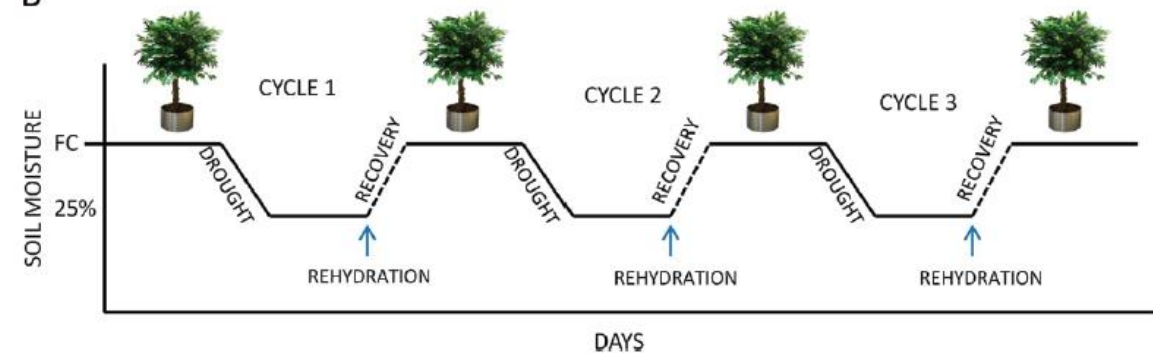 CYCLE 1
CYCLE 2
CYCLE 3
SOIL MOISTURE
FC
25%
DROUGHT
RECOVERY
DROUGHT
RECOVERY
DROUGHT
RECOVERY
REHYDRATION
REHYDRATION
REHYDRATION
DAYS